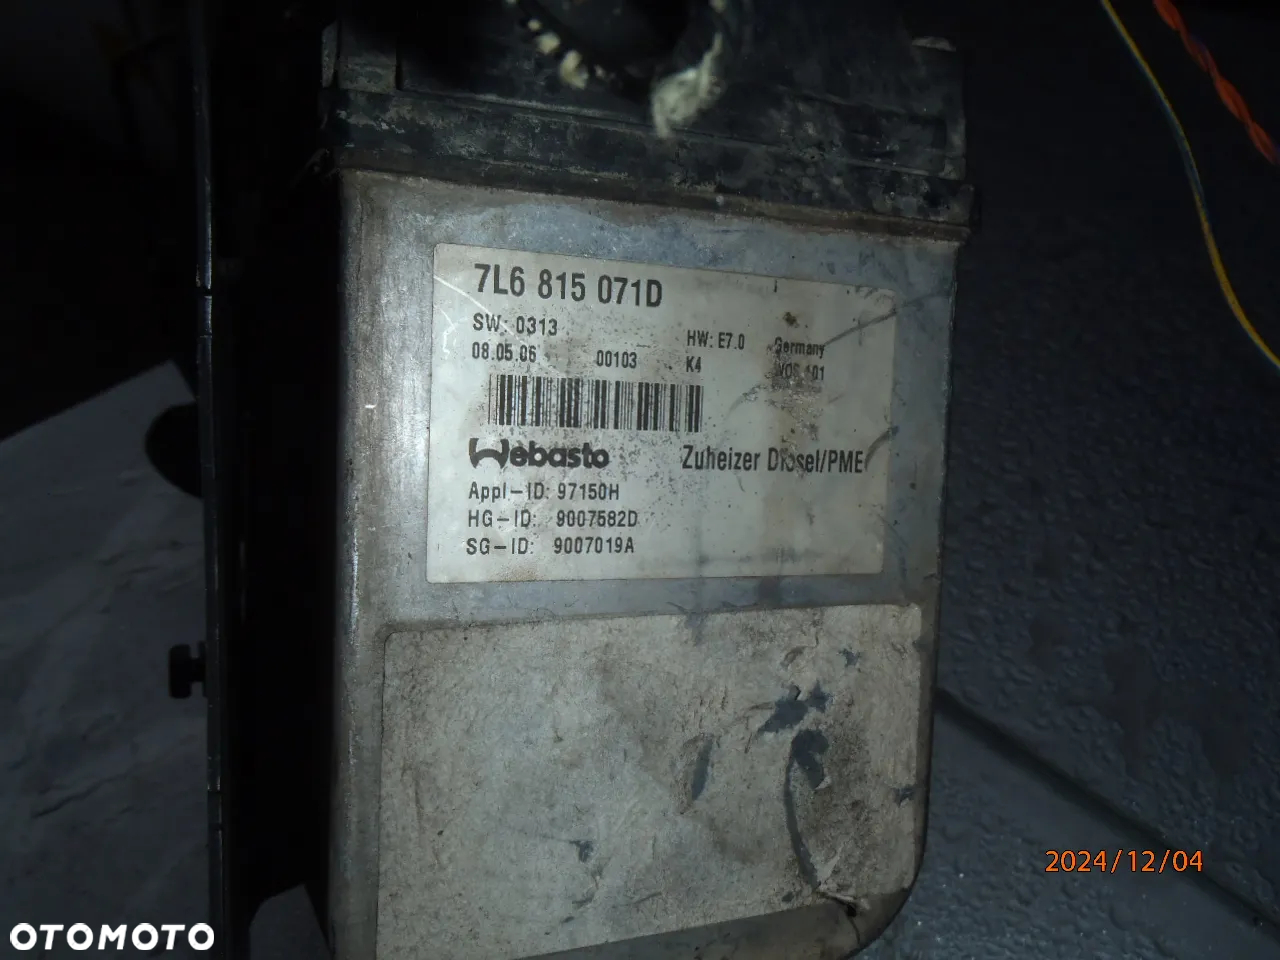 7L6 815 071D
SW: 0313
HW: E7.0 Germany
08.05.06 00103 K4
Webasto Zuheizer Diesel/PME
Appl-ID: 97150H
HG-ID: 9007582D
SG-ID: 9007019A
2024/12/04
OTOMOTO